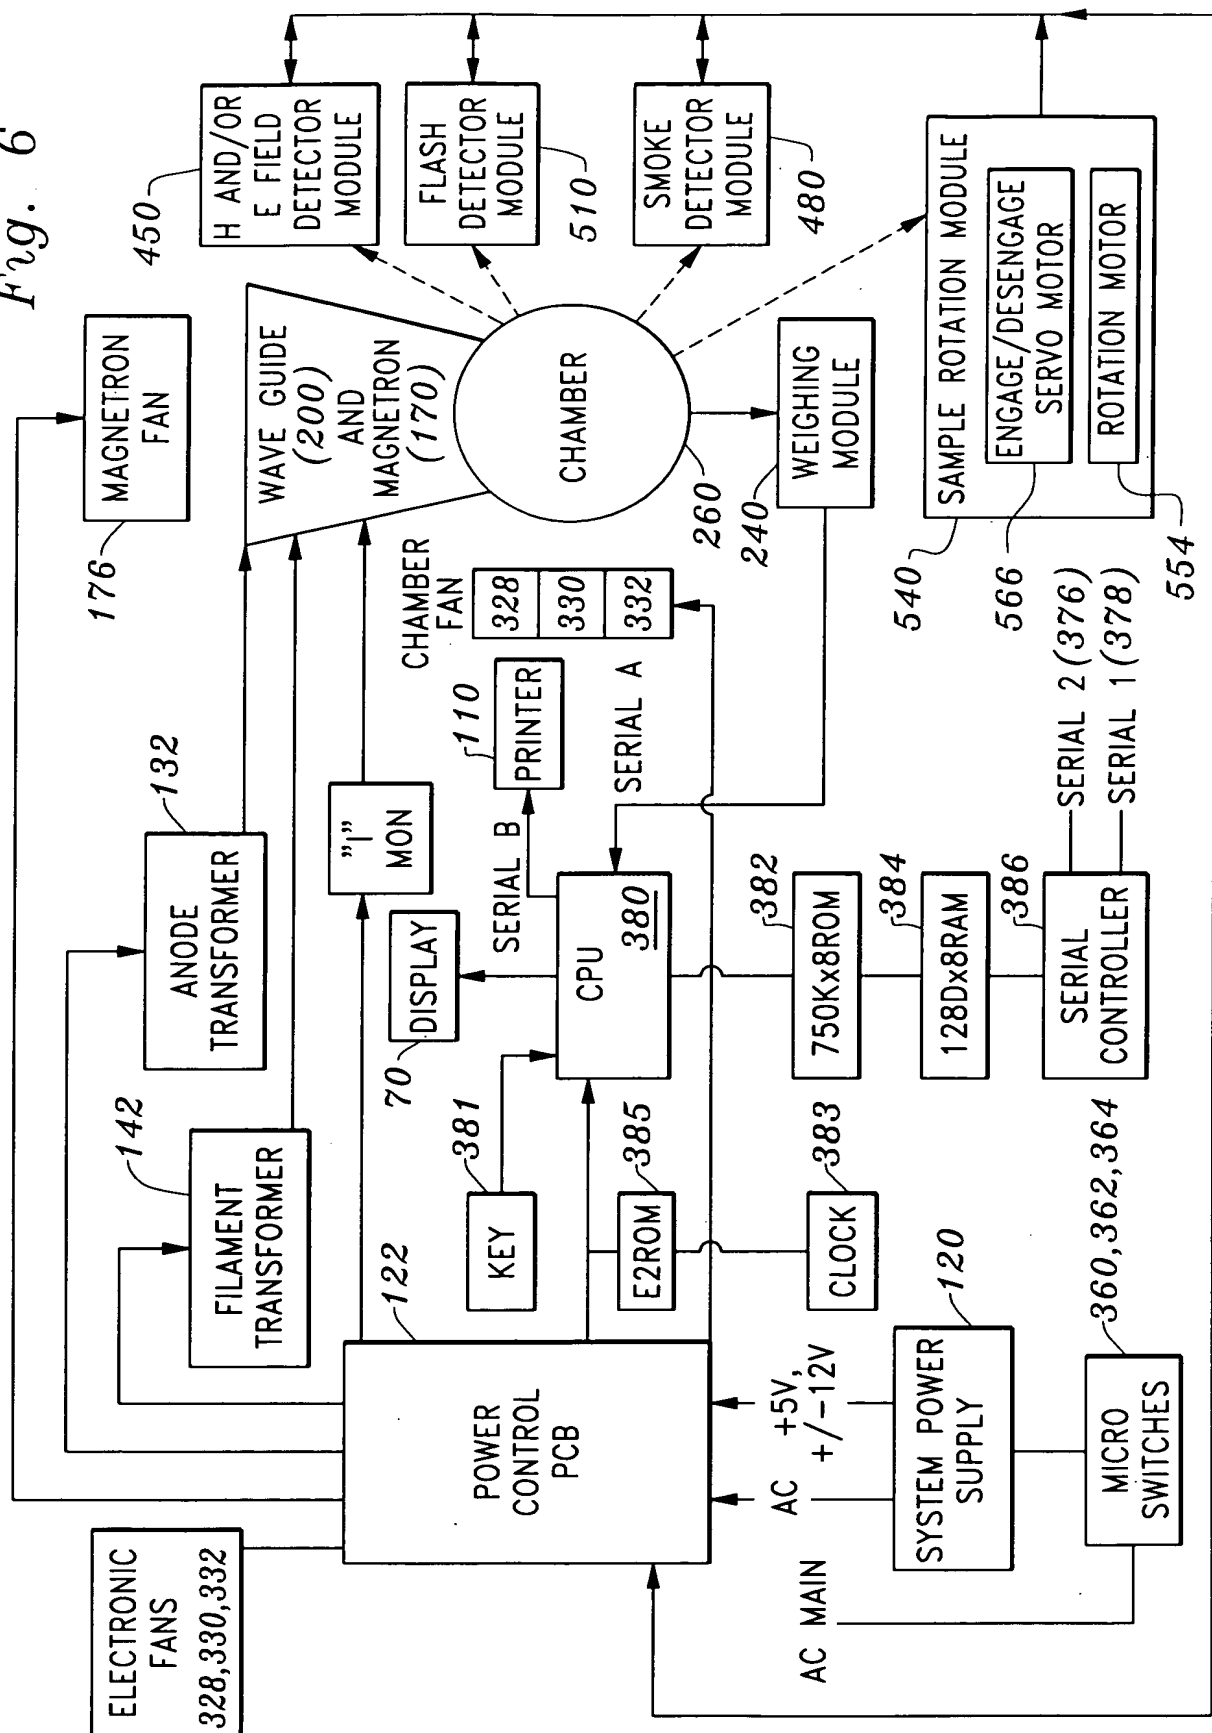 Fig. 6
ELECTRONIC
FANS
328,330,332
142
FILAMENT
TRANSFORMER
132
ANODE
TRANSFORMER
176
MAGNETRON
FAN
450
H AND/OR
E FIELD
DETECTOR
MODULE
WAVE GUIDE
(200)
AND
MAGNETRON
(170)
"I"
MON
FLASH
DETECTOR
MODULE
510
122
POWER
CONTROL
PCB
KEY
381
70
DISPLAY
SERIAL B
110
PRINTER
CHAMBER
FAN
328
330
332
CHAMBER
260
SMOKE
DETECTOR
MODULE
480
E2ROM
385
CPU
380
SERIAL A
240
WEIGHING
MODULE
AC
+5V,
+/-12V
CLOCK
383
750Kx8ROM
382
AC MAIN
SYSTEM POWER
SUPPLY
120
128Dx8RAM
384
540
SAMPLE ROTATION MODULE
566
ENGAGE/DESENGAGE
SERVO MOTOR
ROTATION MOTOR
554
MICRO
SWITCHES
360,362,364
SERIAL
CONTROLLER
386
SERIAL 2(376)
SERIAL 1(378)